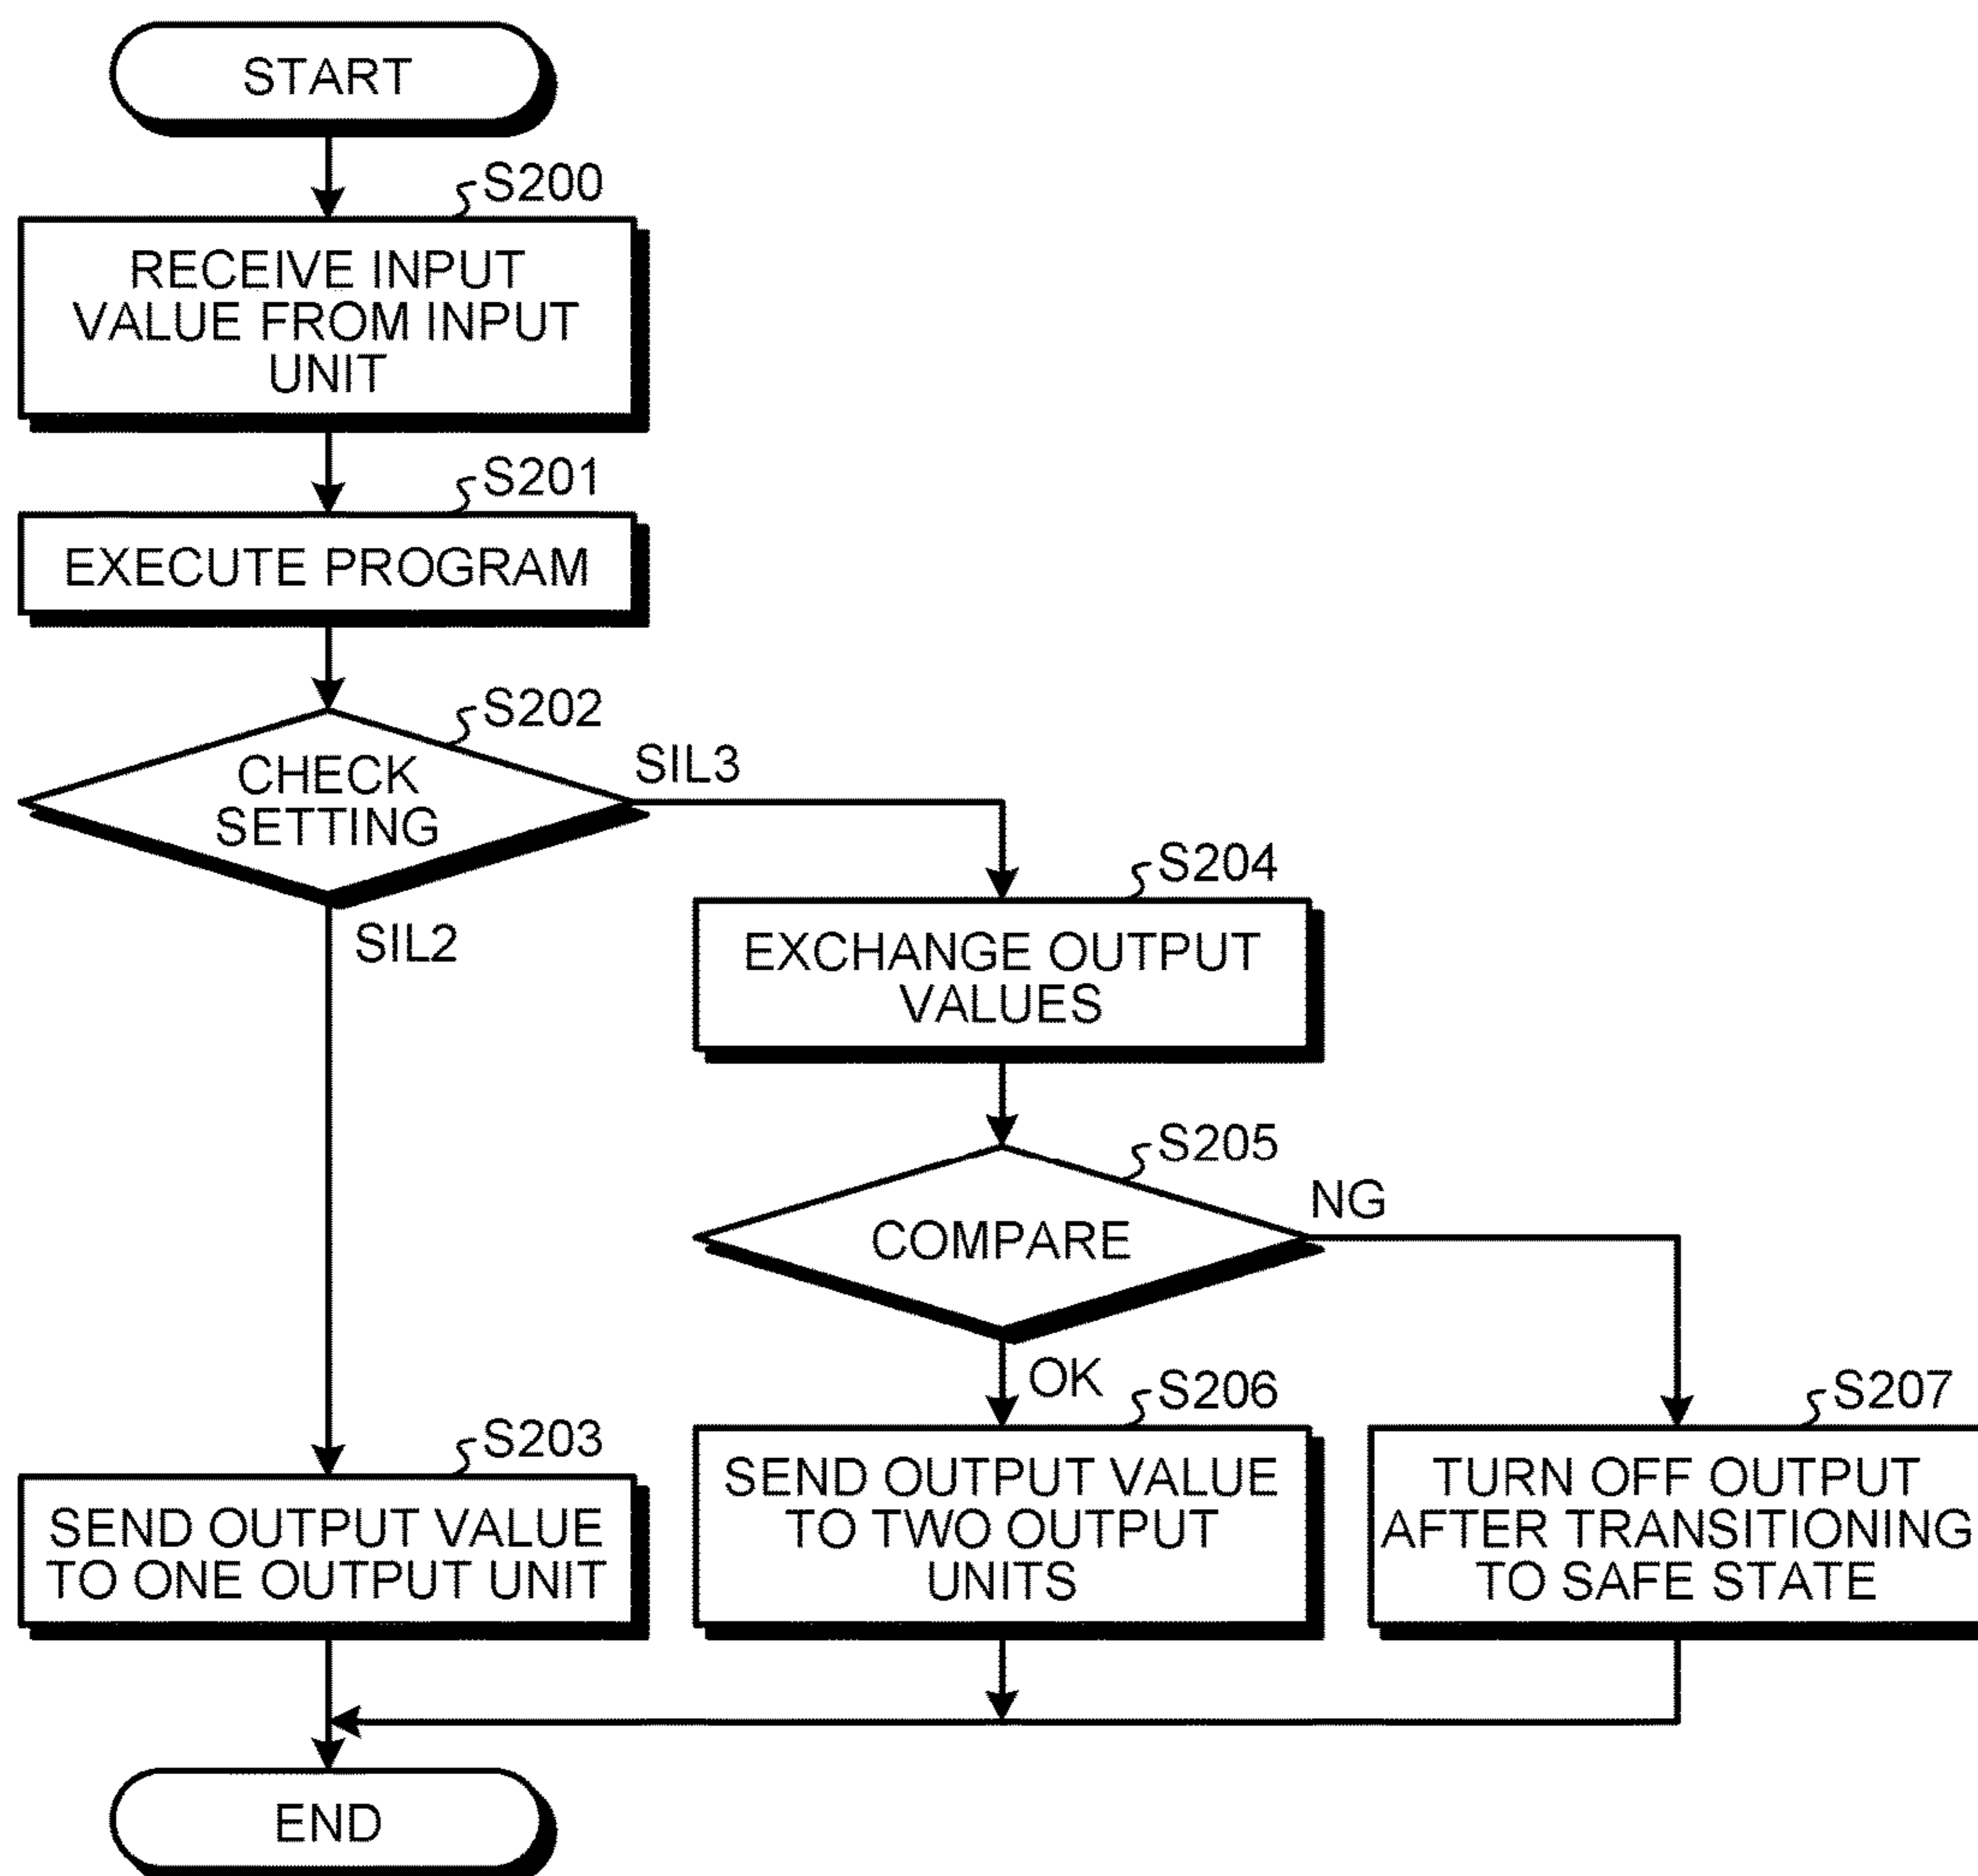 START
S200
RECEIVE INPUT
VALUE FROM INPUT
UNIT
S201
EXECUTE PROGRAM
S202
CHECK
SETTING
SIL3
SIL2
S204
EXCHANGE OUTPUT
VALUES
S205
COMPARE
NG
OK
S203
SEND OUTPUT VALUE
TO ONE OUTPUT UNIT
S206
SEND OUTPUT VALUE
TO TWO OUTPUT
UNITS
S207
TURN OFF OUTPUT
AFTER TRANSITIONING
TO SAFE STATE
END